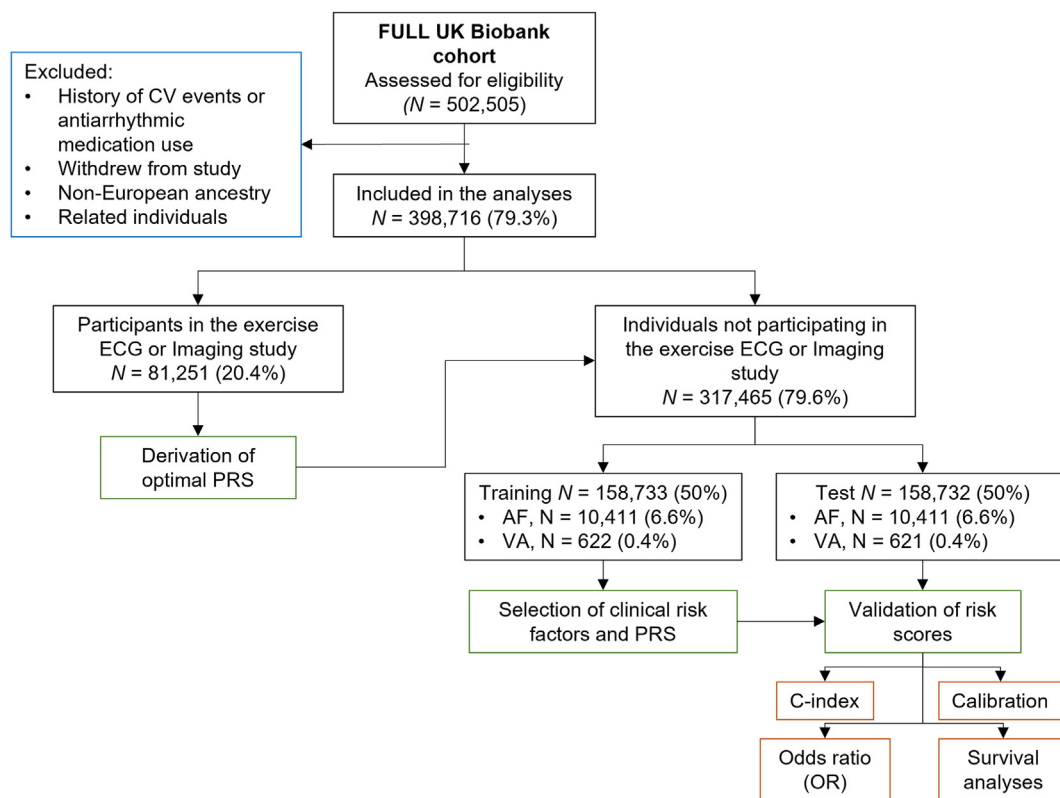 FULL UK Biobank
cohort
Assessed for eligibility
(N = 502,505)
Excluded:
• History of CV events or
antiarrhythmic
medication use
• Withdrew from study
• Non-European ancestry
• Related individuals
Included in the analyses
N = 398,716 (79.3%)
Participants in the exercise
ECG or Imaging study
N = 81,251 (20.4%)
Individuals not participating in
the exercise ECG or Imaging
study
N = 317,465 (79.6%)
Derivation of
optimal PRS
Training N = 158,733 (50%)
• AF, N = 10,411 (6.6%)
• VA, N = 622 (0.4%)
Test N = 158,732 (50%)
• AF, N = 10,411 (6.6%)
• VA, N = 621 (0.4%)
Selection of clinical risk
factors and PRS
Validation of risk
scores
C-index
Calibration
Odds ratio
(OR)
Survival
analyses